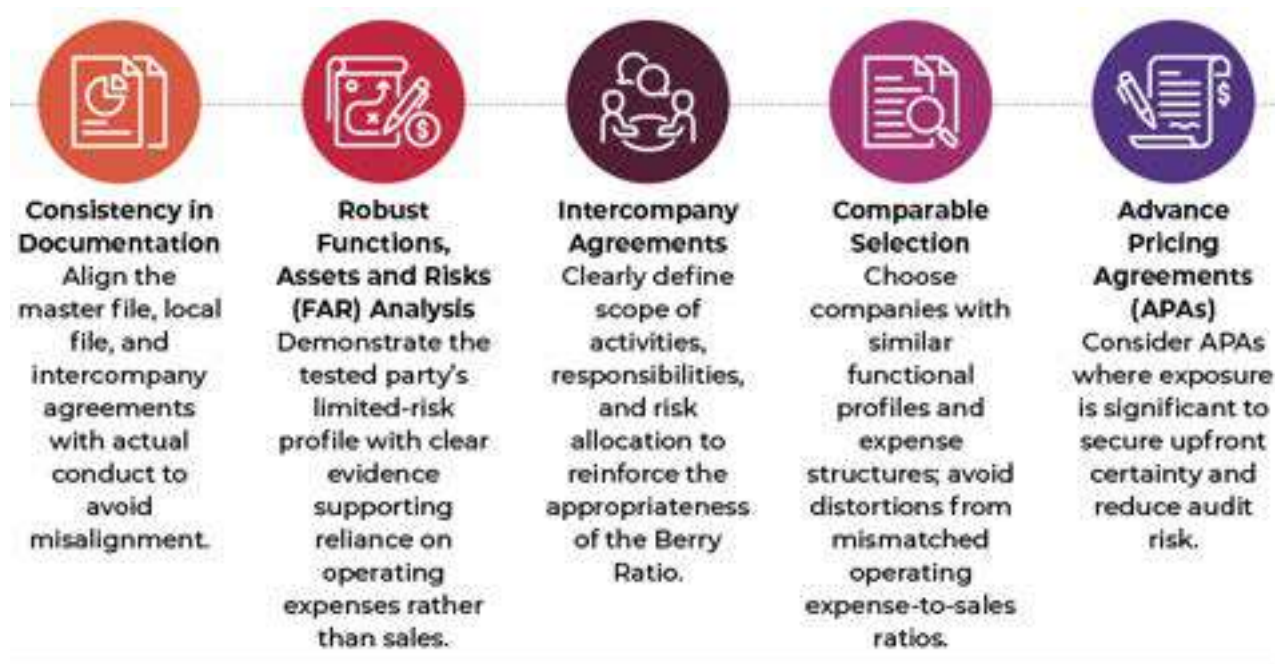 Consistency in
Documentation
Align the
master file, local
file, and
intercompany
agreements
with actual
conduct to
avoid
misalignment.
Robust
Functions,
Assets and Risks
(FAR) Analysis
Demonstrate the
tested party's
limited-risk
profile with clear
evidence
supporting
reliance on
operating
expenses rather
than sales.
Intercompany
Agreements
Clearly define
scope of
activities,
responsibilities,
and risk
allocation to
reinforce the
appropriateness
of the Berry
Ratio.
Comparable
Selection
Choose
companies with
similar
functional
profiles and
expense
structures; avoid
distortions from
mismatched
operating
expense-to-sales
ratios.
Advance
Pricing
Agreements
(APAs)
Consider APAs
where exposure
is significant to
secure upfront
certainty and
reduce audit
risk.